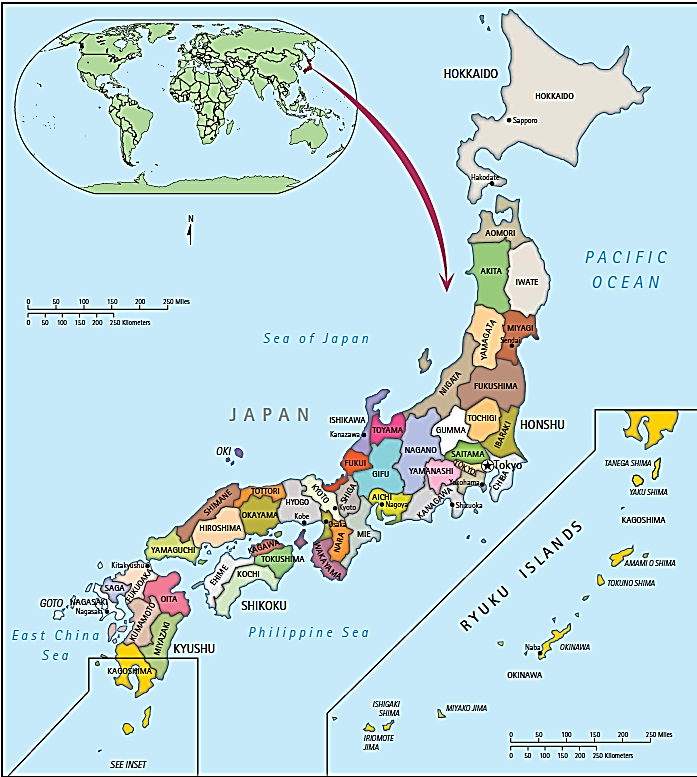 HOKKAIDO
HOKKAIDO
Sapporo
Hakodate
N
AOMORI
PACIFIC
OCEAN
AKITA
IWATE
0 50 100 150 200 250 Miles
0 50 100 150 200 250 Kilometers
YAMAGATA
MIYAGI
Sendai
Sea of Japan
NIIGATA
FUKUSHIMA
JAPAN
ISHIKAWA
Kanazawa
TOYAMA
TOCHIGI
GUMMA
IBARAKI
HONSHU
NAGANO
SAITAMA
OKI
FUKUI
GIFU
YAMANASHI
TOKYO
Tokyo
TANEGA SHIMA
YAKU SHIMA
CHIBA
Yokohama
KANAGAWA
Shizuoka
SHIMANE
TOTTORI
HYOGO
KYOTO
SHIGA
Kyoto
AICHI
Nagoya
KAGOSHIMA
HIROSHIMA
OKAYAMA
Kobe
Osaka
MIE
NARA
WAKAYAMA
YAMAGUCHI
KAGAWA
TOKUSHIMA
RYUKU ISLANDS
AMAMI O SHIMA
TOKUNO SHIMA
Kitakyushu
FUKUOKA
EHIME
KOCHI
SAGA
NAGASAKI
Nagasaki
GOTO
OITA
SHIKOKU
KUMAMOTO
MIYAZAKI
East China
Sea
Philippine Sea
KYUSHU
Naba
OKINAWA
OKINAWA
KAGOSHIMA
ISHIGAKI
SHIMA
MIYAKO JIMA
IRIOMOTE
JIMA
SEE INSET
0 50 100 150 200 250 Miles
0 50 100 150 200 250 Kilometers